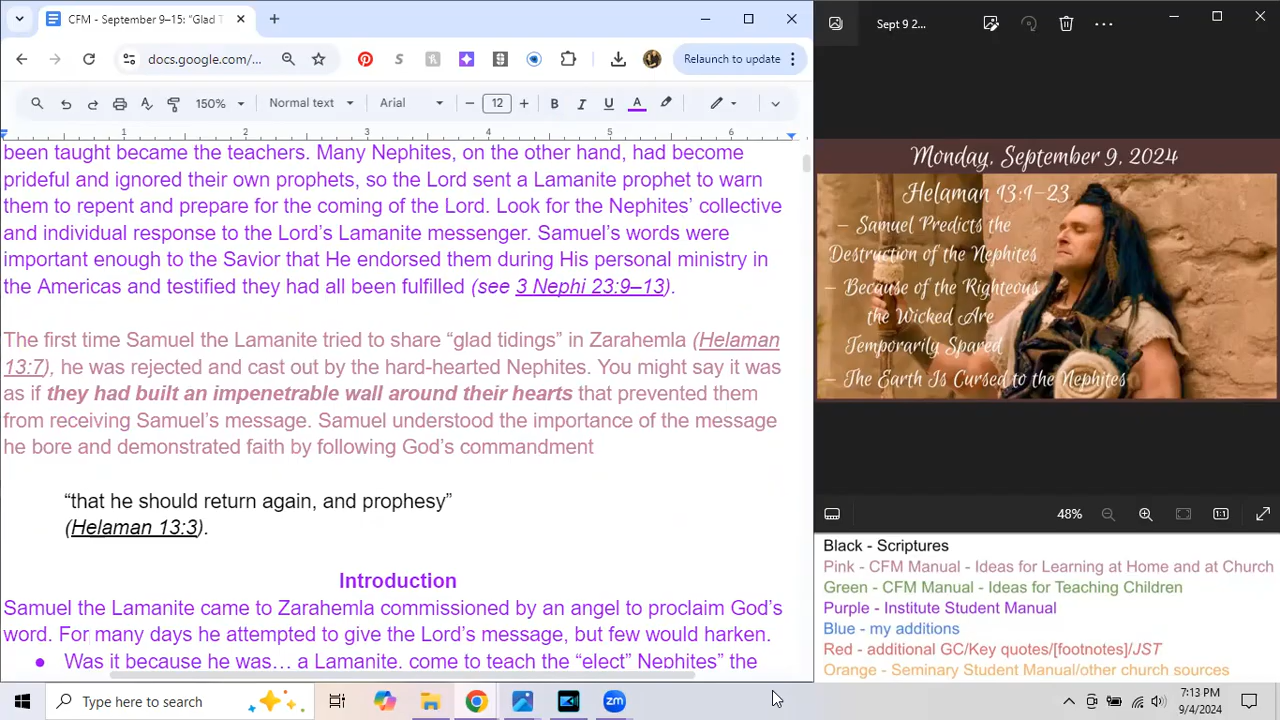 CFM - September 9–15: “Glad T
docs.google.com/...
Relaunch to update
150%
Normal text
Arial
12
B
I
U
A
1
2
3
4
5
6
been taught became the teachers. Many Nephites, on the other hand, had become
prideful and ignored their own prophets, so the Lord sent a Lamanite prophet to warn
them to repent and prepare for the coming of the Lord. Look for the Nephites’ collective
and individual response to the Lord’s Lamanite messenger. Samuel’s words were
important enough to the Savior that He endorsed them during His personal ministry in
the Americas and testified they had all been fulfilled (see 3 Nephi 23:9–13).
The first time Samuel the Lamanite tried to share “glad tidings” in Zarahemla (Helaman
13:7), he was rejected and cast out by the hard-hearted Nephites. You might say it was
as if they had built an impenetrable wall around their hearts that prevented them
from receiving Samuel’s message. Samuel understood the importance of the message
he bore and demonstrated faith by following God’s commandment
“that he should return again, and prophesy”
(Helaman 13:3).
Introduction
Samuel the Lamanite came to Zarahemla commissioned by an angel to proclaim God’s
word. For many days he attempted to give the Lord’s message, but few would harken.
● Was it because he was… a Lamanite, come to teach the “elect” Nephites” the
Sept 9 2...
Monday, September 9, 2024
Helaman 13:1–23
– Samuel Predicts the
Destruction of the Nephites
– Because of the Righteous
the Wicked Are
Temporarily Spared
– The Earth Is Cursed to the Nephites
48%
1:1
Black - Scriptures
Pink - CFM Manual - Ideas for Learning at Home and at Church
Green - CFM Manual - Ideas for Teaching Children
Purple - Institute Student Manual
Blue - my additions
Red - additional GC/Key quotes/[footnotes]/JST
Orange - Seminary Student Manual/other church sources
Type here to search
zm
7:13 PM
9/4/2024